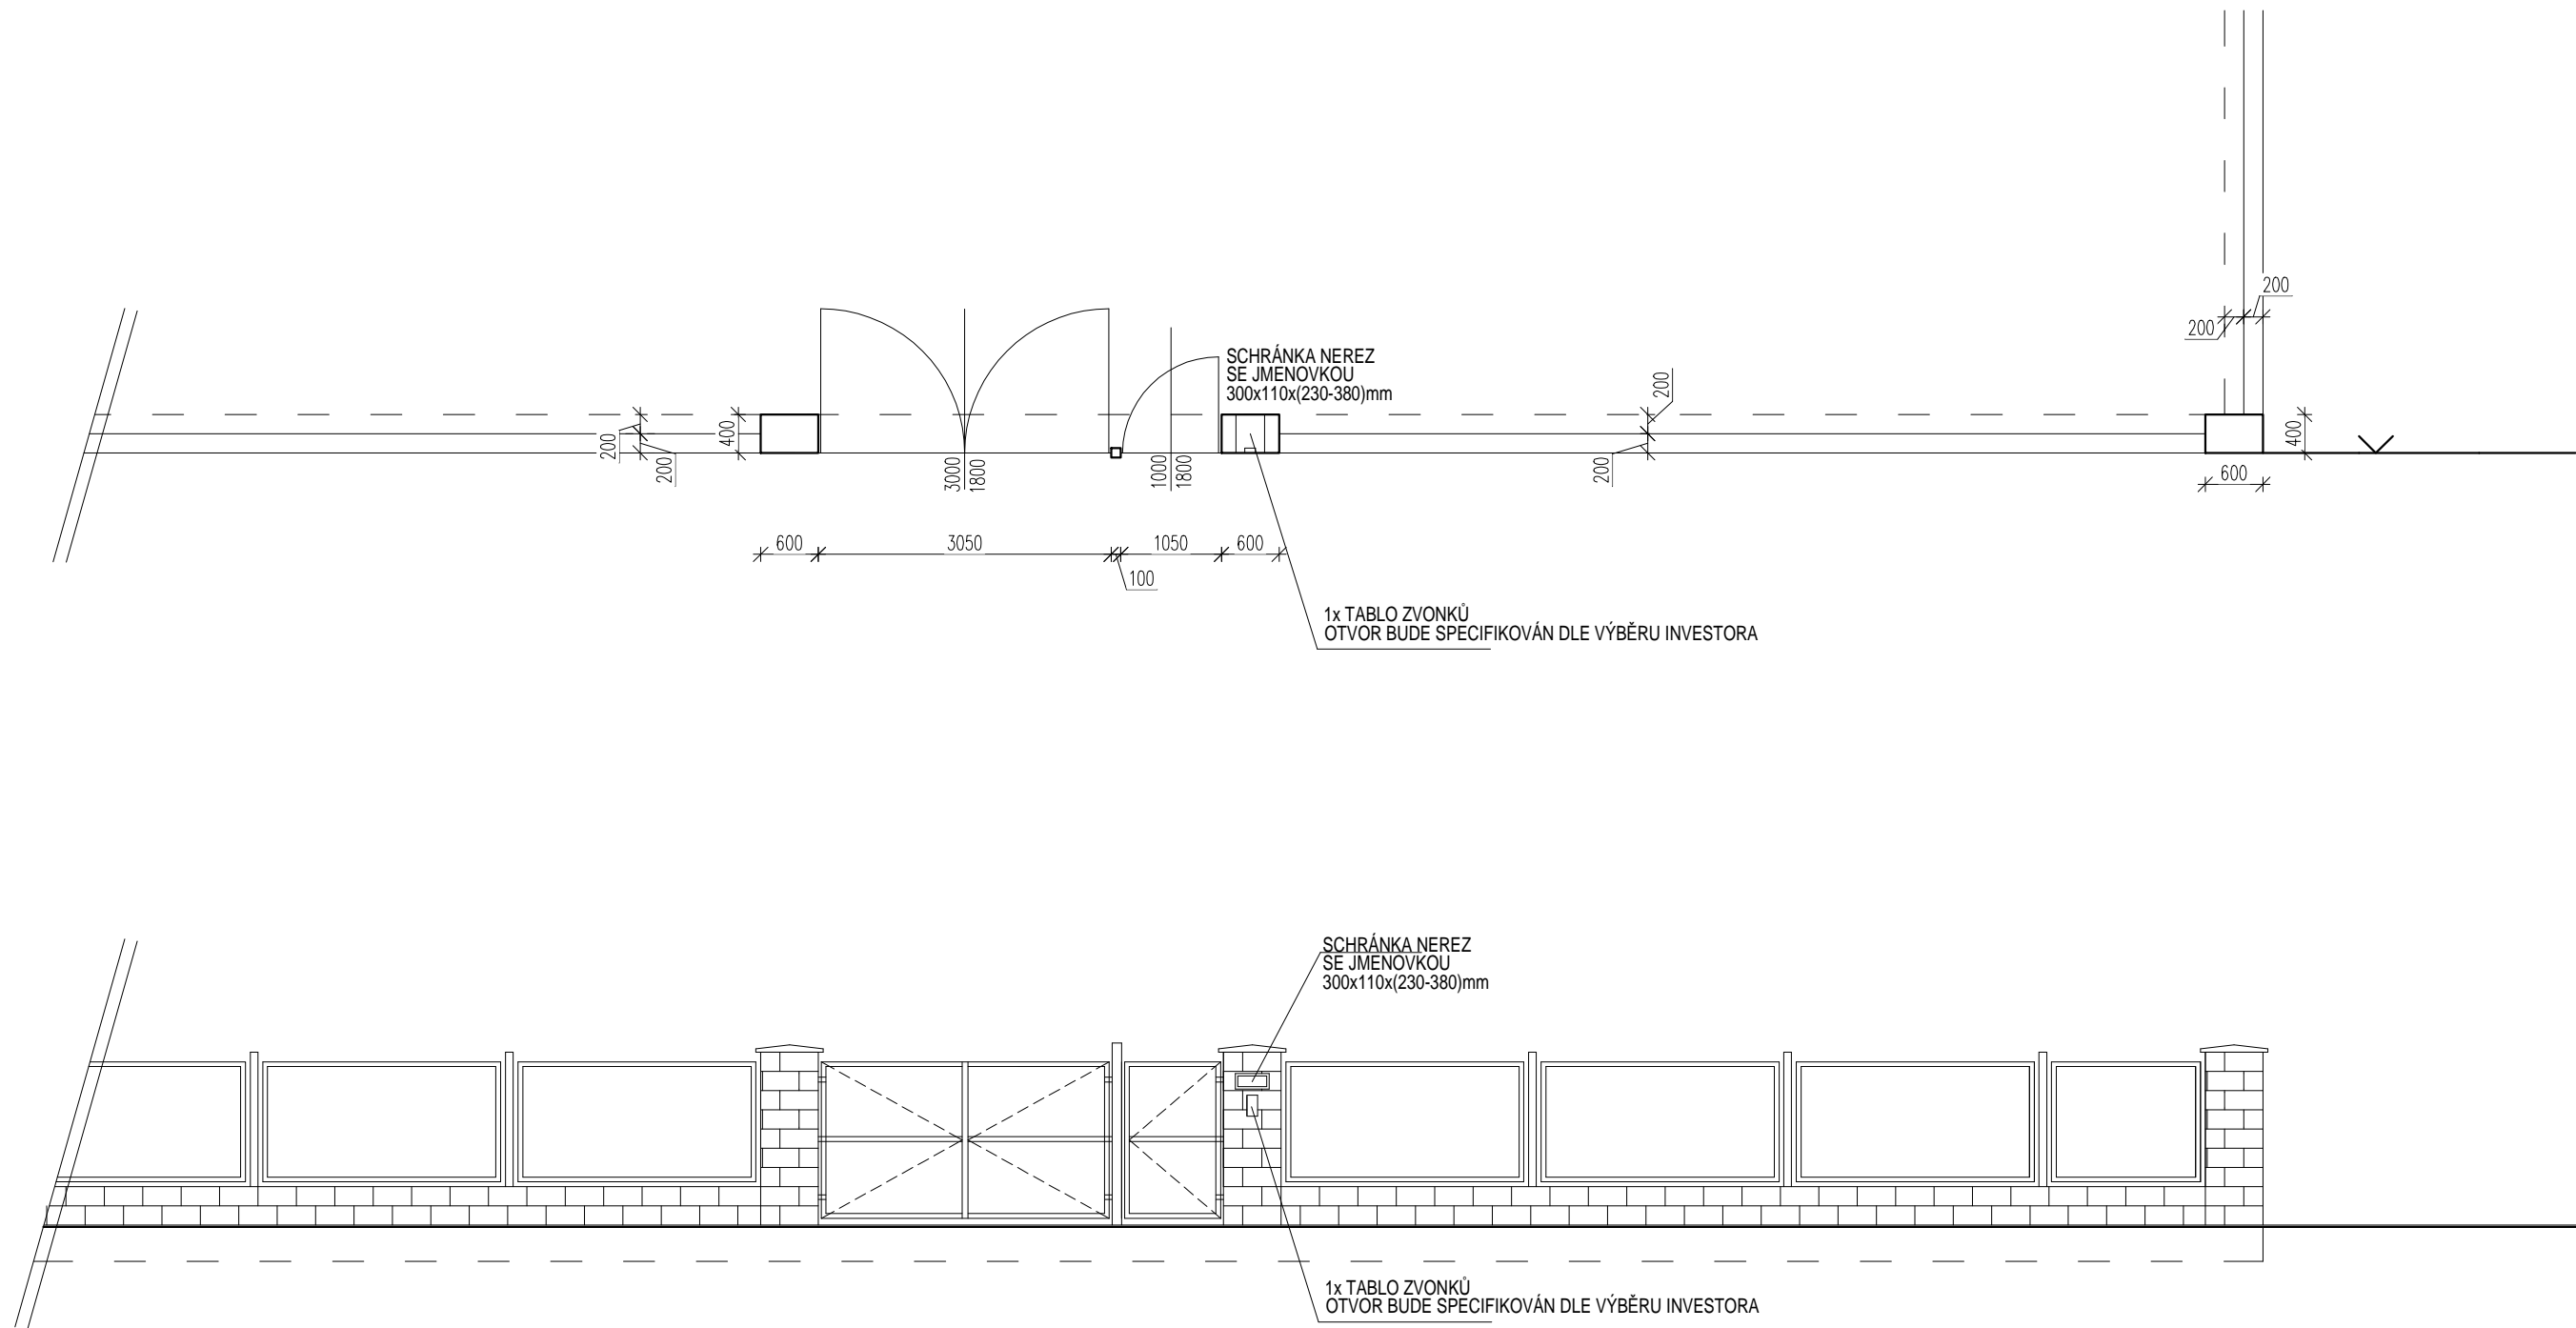 200
200
SCHRÁNKA NEREZ
SE JMENOVKOU
300x110x(230-380)mm
200
200
200
400
3000
1800
1000
1800
200
400
600
600
3050
1050
600
100
1x TABLO ZVONKŮ
OTVOR BUDE SPECIFIKOVÁN DLE VÝBĚRU INVESTORA
SCHRÁNKA NEREZ
SE JMENOVKOU
300x110x(230-380)mm
1x TABLO ZVONKŮ
OTVOR BUDE SPECIFIKOVÁN DLE VÝBĚRU INVESTORA